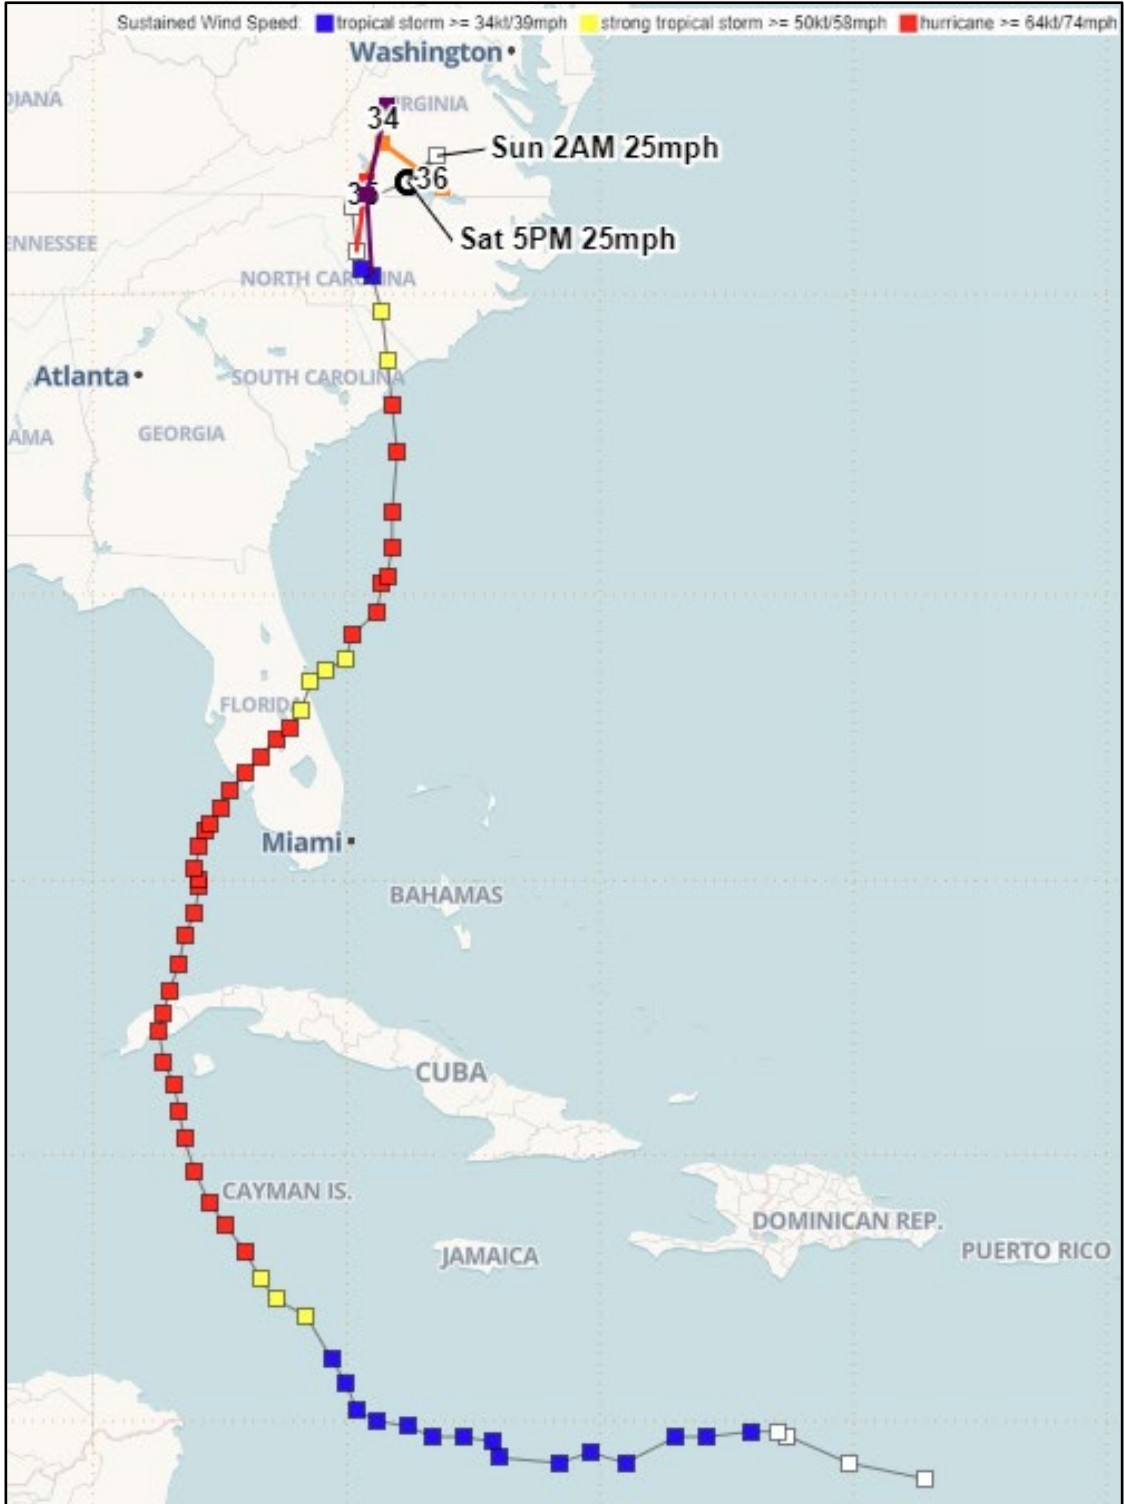 Sustained Wind Speed: tropical storm >= 34kt/39mph strong tropical storm >= 50kt/58mph hurricane >= 64kt/74mph
Washington
DIANA
RGINIA
34
Sun 2AM 25mph
36
Sat 5PM 25mph
ENNESSEE
NORTH CAROLINA
Atlanta
SOUTH CAROLINA
AMA
GEORGIA
FLORIDA
Miami
BAHAMAS
CUBA
CAYMAN IS.
DOMINICAN REP.
JAMAICA
PUERTO RICO